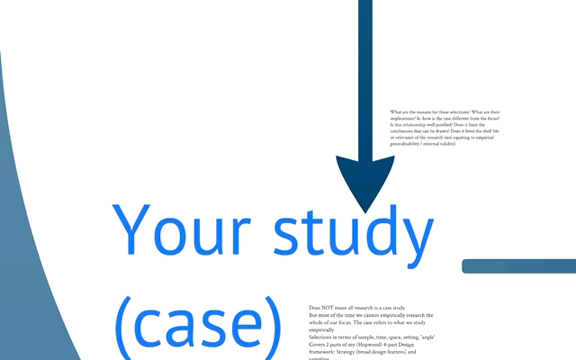 What are the reasons for these selections? What are their
implications? Ie. how is the case different from the focus?
Is this relationship well justified? Does it limit the
conclusions that can be drawn? Does it limit the shelf life
or relevance of the research (not equating to empirical
generalisability / external validity)
Your study
(case)
Does NOT mean all research is a case study
But most of the time we cannot empirically research the
whole of our focus. The case refers to what we study
empirically.
Selections in terms of sample, time, space, setting, 'angle'
Covers 2 parts of my (Hopwood) 4-part Design
framework: Strategy (broad design features) and